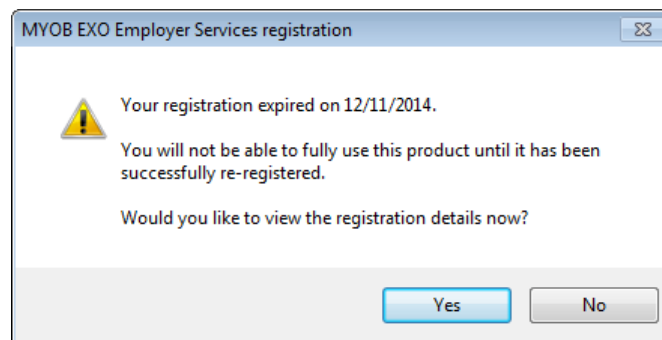 MYOB EXO Employer Services registration
Your registration expired on 12/11/2014.
You will not be able to fully use this product until it has been
successfully re-registered.
Would you like to view the registration details now?
Yes
No